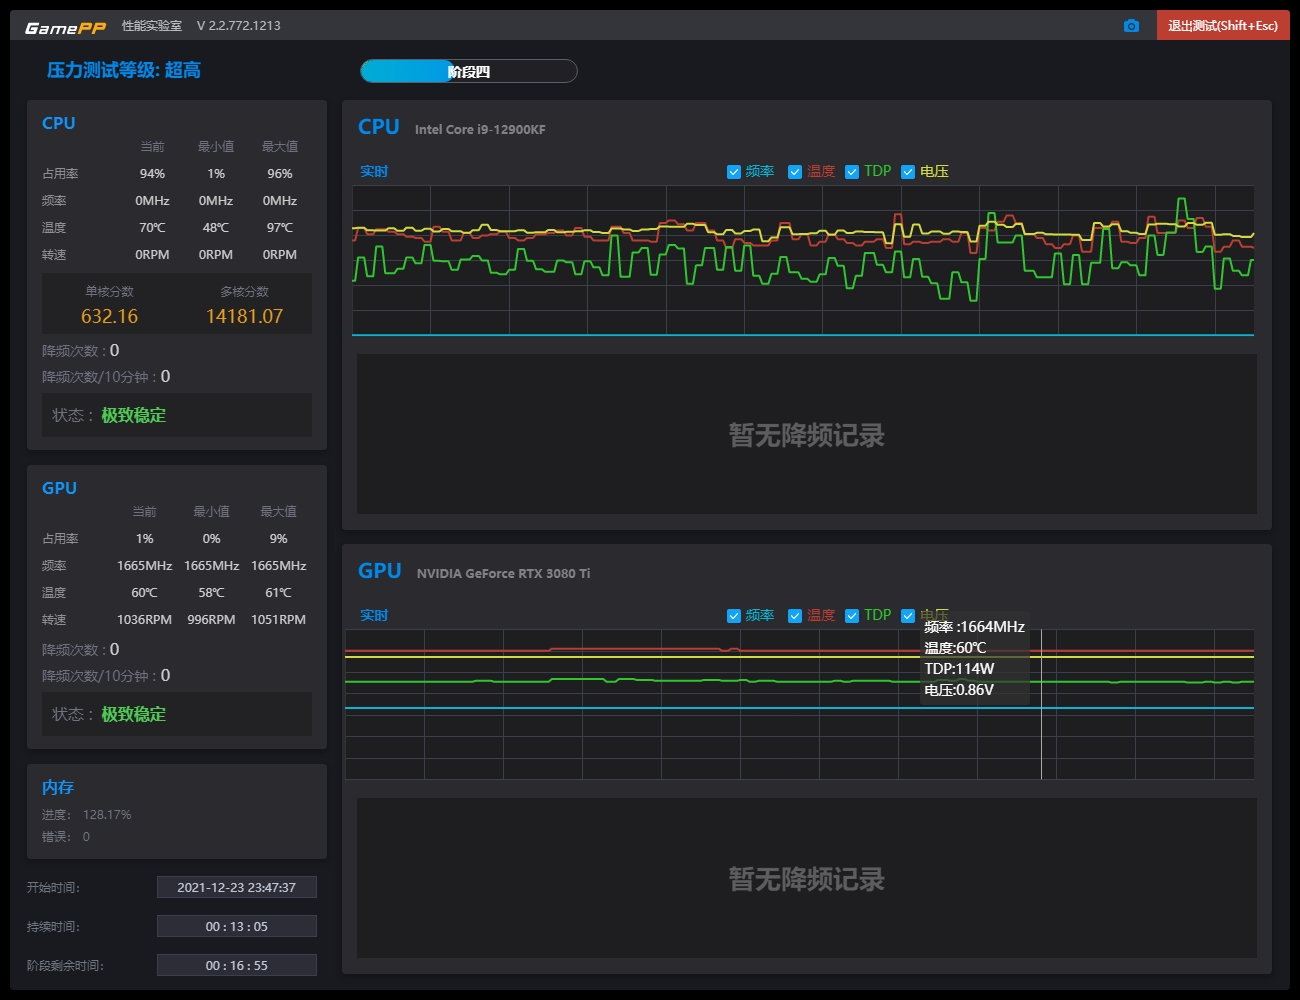 GamePP 性能实验室 V 2.2.772.1213 退出测试(Shift+Esc)
压力测试等级: 超高
阶段四
CPU
当前 最小值 最大值
占用率 94% 1% 96%
频率 0MHz 0MHz 0MHz
温度 70℃ 48℃ 97℃
转速 0RPM 0RPM 0RPM
单核分数 多核分数
632.16 14181.07
降频次数 : 0
降频次数/10分钟 : 0
状态 : 极致稳定
GPU
当前 最小值 最大值
占用率 1% 0% 9%
频率 1665MHz 1665MHz 1665MHz
温度 60℃ 58℃ 61℃
转速 1036RPM 996RPM 1051RPM
降频次数 : 0
降频次数/10分钟 : 0
状态 : 极致稳定
内存
进度: 128.17%
错误: 0
开始时间: 2021-12-23 23:47:37
持续时间: 00 : 13 : 05
阶段剩余时间: 00 : 16 : 55
CPU Intel Core i9-12900KF
实时 频率 温度 TDP 电压
暂无降频记录
GPU NVIDIA GeForce RTX 3080 Ti
实时 频率 温度 TDP 电压
频率 :1664MHz
温度:60℃
TDP:114W
电压:0.86V
暂无降频记录